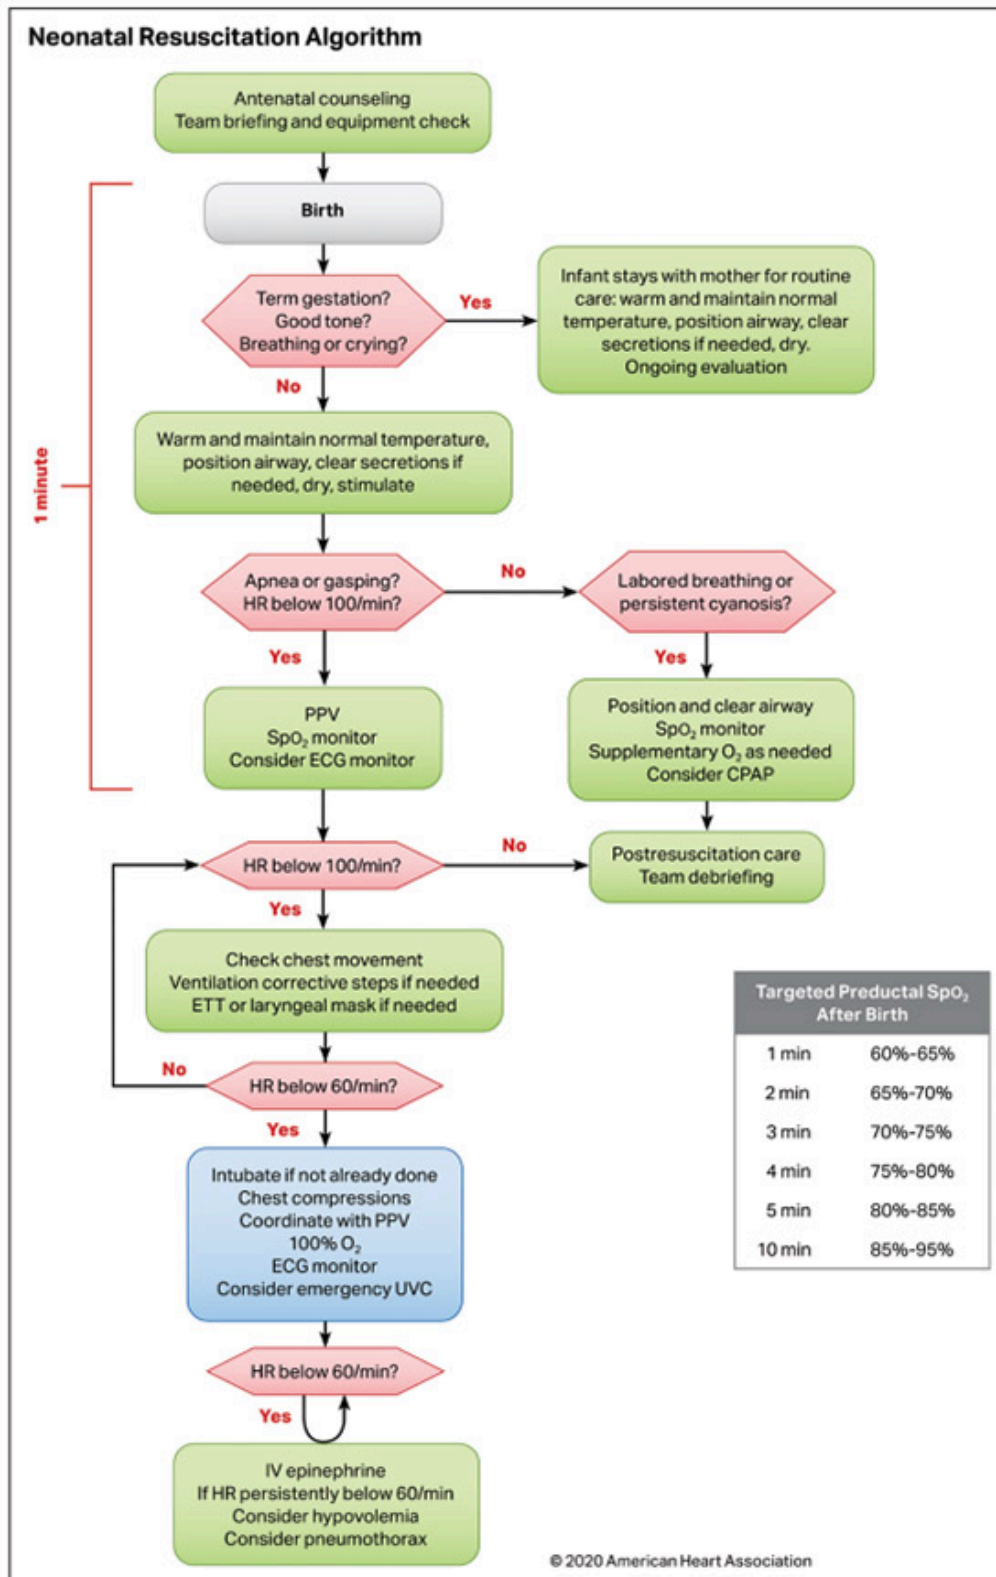 Neonatal Resuscitation Algorithm
Antenatal counseling
Team briefing and equipment check
Birth
Term gestation?
Good tone?
Breathing or crying?
Yes
Infant stays with mother for routine
care: warm and maintain normal
temperature, position airway, clear
secretions if needed, dry.
Ongoing evaluation
No
1 minute
Warm and maintain normal temperature,
position airway, clear secretions if
needed, dry, stimulate
Apnea or gasping?
HR below 100/min?
No
Labored breathing or
persistent cyanosis?
Yes
Yes
PPV
SpO₂ monitor
Consider ECG monitor
Position and clear airway
SpO₂ monitor
Supplementary O₂ as needed
Consider CPAP
HR below 100/min?
No
Postresuscitation care
Team debriefing
Yes
Check chest movement
Ventilation corrective steps if needed
ETT or laryngeal mask if needed
No
HR below 60/min?
Yes
Intubate if not already done
Chest compressions
Coordinate with PPV
100% O₂
ECG monitor
Consider emergency UVC
HR below 60/min?
Yes
IV epinephrine
If HR persistently below 60/min
Consider hypovolemia
Consider pneumothorax
Targeted Preductal SpO₂
After Birth
1 min 60%-65%
2 min 65%-70%
3 min 70%-75%
4 min 75%-80%
5 min 80%-85%
10 min 85%-95%
© 2020 American Heart Association